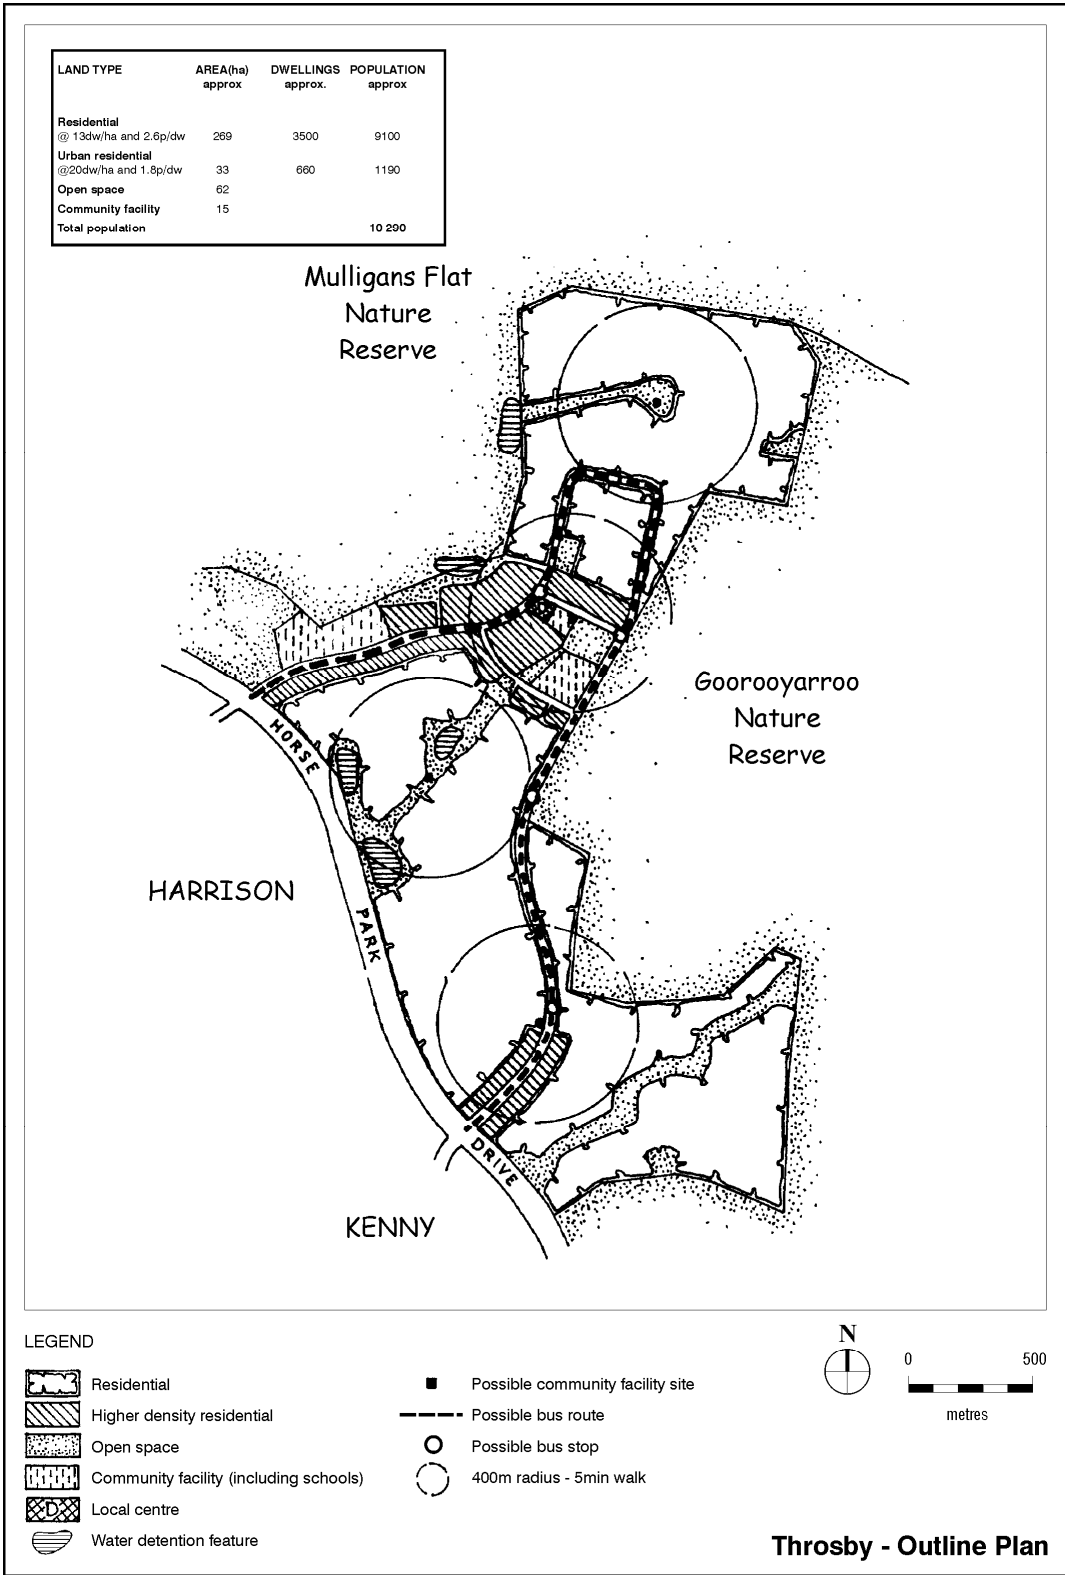 LAND TYPE AREA(ha) DWELLINGS POPULATION
approx approx. approx
Residential
@ 13dw/ha and 2.6p/dw 269 3500 9100
Urban residential
@20dw/ha and 1.8p/dw 33 660 1190
Open space 62
Community facility 15
Total population 10 290
Mulligans Flat
Nature
Reserve
Goorooyarroo
Nature
Reserve
HORSE
PARK
DRIVE
HARRISON
KENNY
LEGEND
Residential
Higher density residential
Open space
Community facility (including schools)
D
Local centre
Water detention feature
Possible community facility site
Possible bus route
Possible bus stop
400m radius - 5min walk
N
0 500
metres
Throsby - Outline Plan